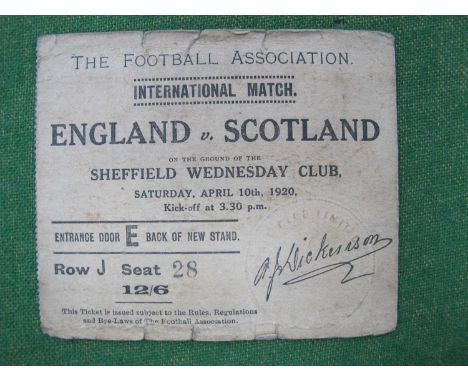 THE FOOTBALL ASSOCIATION.
INTERNATIONAL MATCH.
ENGLAND v. SCOTLAND
ON THE GROUND OF THE
SHEFFIELD WEDNESDAY CLUB,
SATURDAY, APRIL 10th, 1920,
Kick-off at 3.30 p.m.
ENTRANCE DOOR E BACK OF NEW STAND.
Row J Seat 28
12/6
Dickinson
This Ticket is issued subject to the Rules, Regulations
and Bye-Laws of The Football Association.